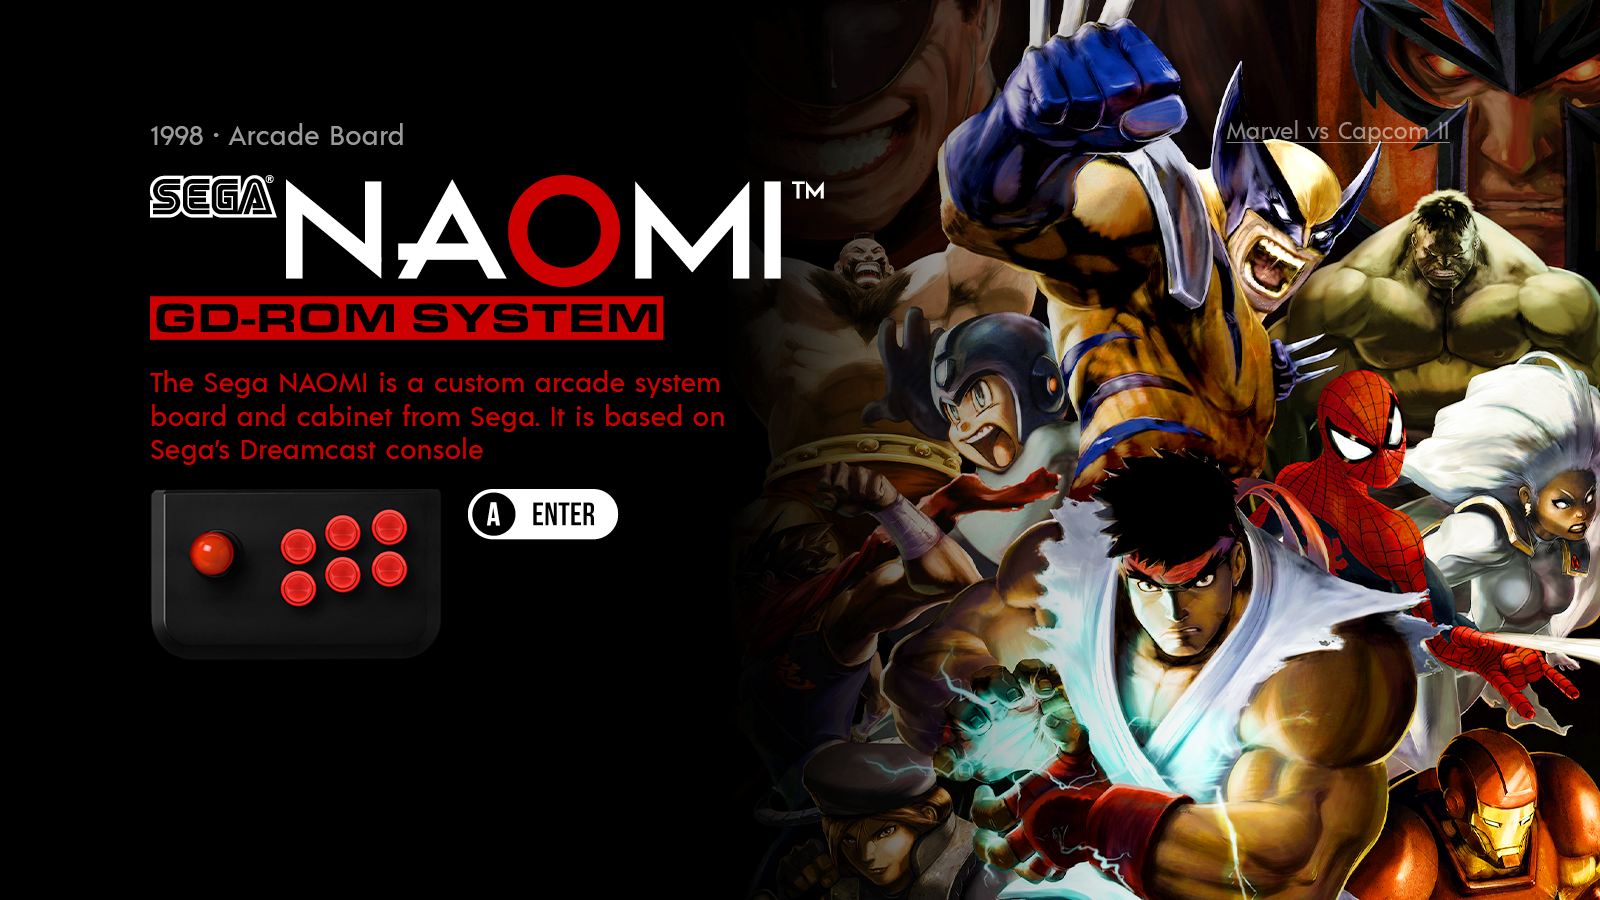 1998 · Arcade Board
Marvel vs Capcom II
SEGA® NAOMI™
GD-ROM SYSTEM
The Sega NAOMI is a custom arcade system
board and cabinet from Sega. It is based on
Sega's Dreamcast console
A ENTER